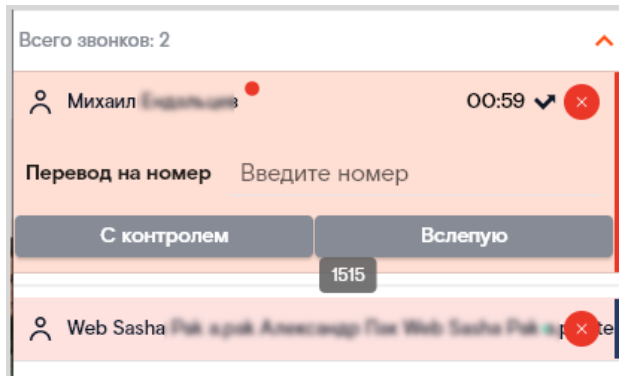 Всего звонков: 2
Михаил 00:59
Перевод на номер Введите номер
С контролем Вслепую
1515
Web Sasha